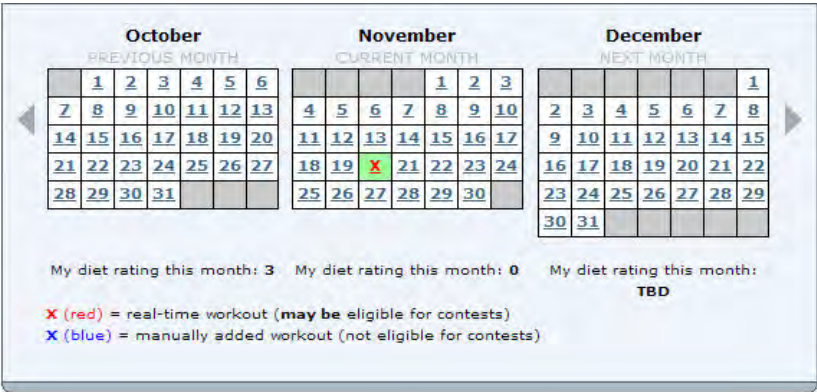 October November December
PREVIOUS MONTH CURRENT MONTH NEXT MONTH
1 2 3 4 5 6 1 2 3 1
7 8 9 10 11 12 13 4 5 6 7 8 9 10 2 3 4 5 6 7 8
14 15 16 17 18 19 20 11 12 13 14 15 16 17 9 10 11 12 13 14 15
21 22 23 24 25 26 27 18 19 X 21 22 23 24 16 17 18 19 20 21 22
28 29 30 31 25 26 27 28 29 30 23 24 25 26 27 28 29
30 31
My diet rating this month: 3 My diet rating this month: 0 My diet rating this month:
TBD
X (red) = real-time workout (may be eligible for contests)
X (blue) = manually added workout (not eligible for contests)